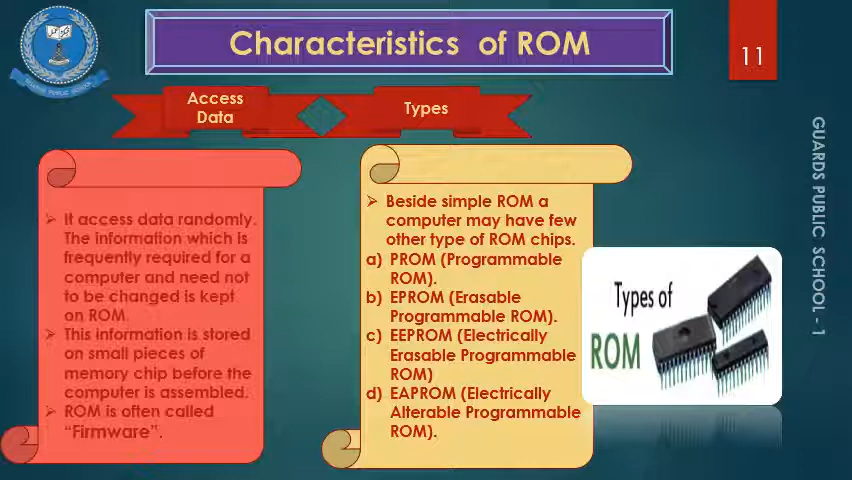 Characteristics of ROM
11
Access
Data
Types
➢ It access data randomly.
The information which is
frequently required for a
computer and need not
to be changed is kept
on ROM.
➢ This information is stored
on small pieces of
memory chip before the
computer is assembled.
➢ ROM is often called
“Firmware”.
➢ Beside simple ROM a
computer may have few
other type of ROM chips.
a) PROM (Programmable
ROM).
b) EPROM (Erasable
Programmable ROM).
c) EEPROM (Electrically
Erasable Programmable
ROM)
d) EAPROM (Electrically
Alterable Programmable
ROM).
Types of
ROM
GUARDS PUBLIC SCHOOL - 1
GUARDS PUBLIC SCHOOL